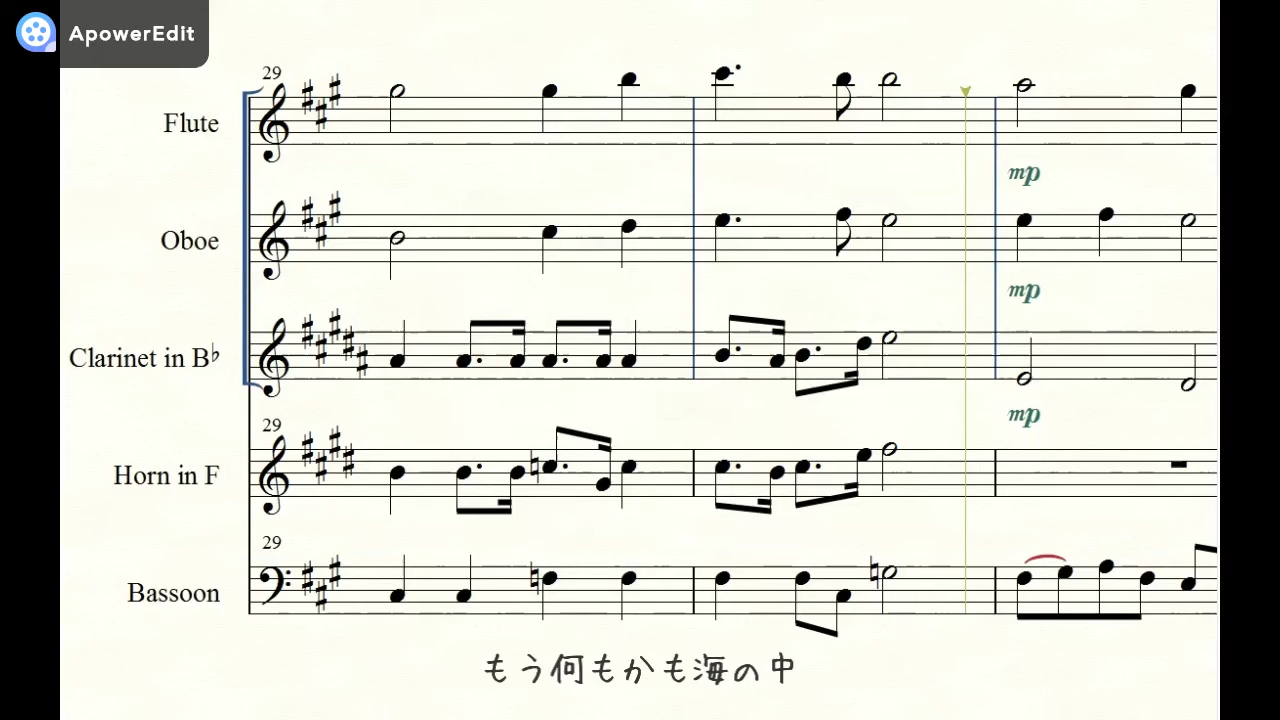 ApowerEdit
29
Flute
mp
Oboe
mp
Clarinet in B♭
mp
29
Horn in F
29
Bassoon
もう何もかも海の中